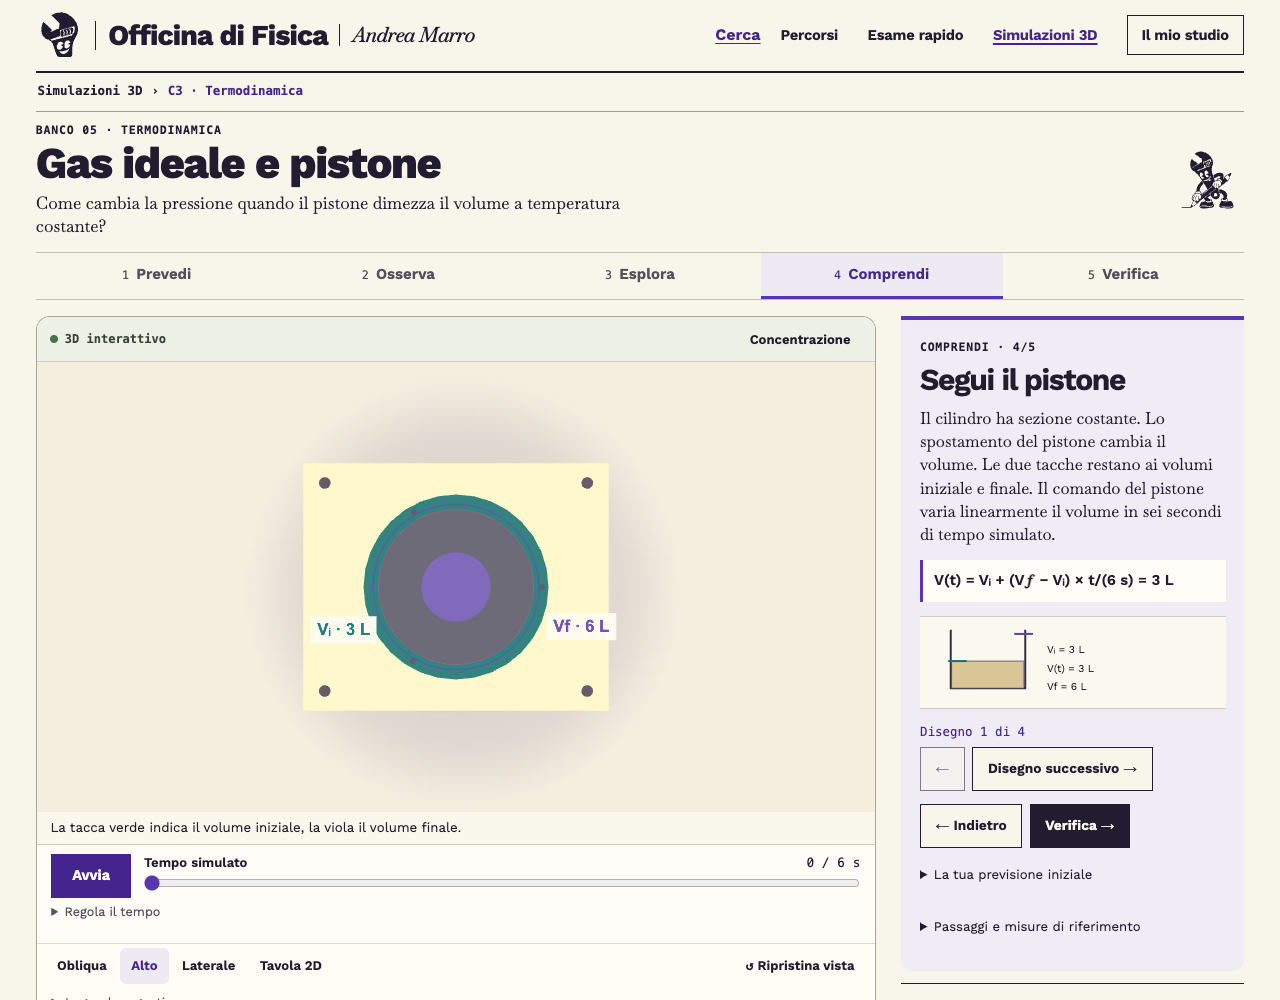 Officina di Fisica
Andrea Marro
Cerca
Percorsi
Esame rapido
Simulazioni 3D
Il mio studio
Simulazioni 3D › C3 · Termodinamica
BANCO 05 · TERMODINAMICA
Gas ideale e pistone
Come cambia la pressione quando il pistone dimezza il volume a temperatura
costante?
1 Prevedi
2 Osserva
3 Esplora
4 Comprendi
5 Verifica
3D interattivo
Concentrazione
Vᵢ · 3 L
Vf · 6 L
La tacca verde indica il volume iniziale, la viola il volume finale.
Avvia
Tempo simulato
0 / 6 s
Regola il tempo
Obliqua
Alto
Laterale
Tavola 2D
↺ Ripristina vista
COMPRENDI · 4/5
Segui il pistone
Il cilindro ha sezione costante. Lo
spostamento del pistone cambia il
volume. Le due tacche restano ai volumi
iniziale e finale. Il comando del pistone
varia linearmente il volume in sei secondi
di tempo simulato.
V(t) = Vᵢ + (V𝑓 − Vᵢ) × t/(6 s) = 3 L
Vᵢ = 3 L
V(t) = 3 L
Vf = 6 L
Disegno 1 di 4
←
Disegno successivo →
← Indietro
Verifica →
La tua previsione iniziale
Passaggi e misure di riferimento